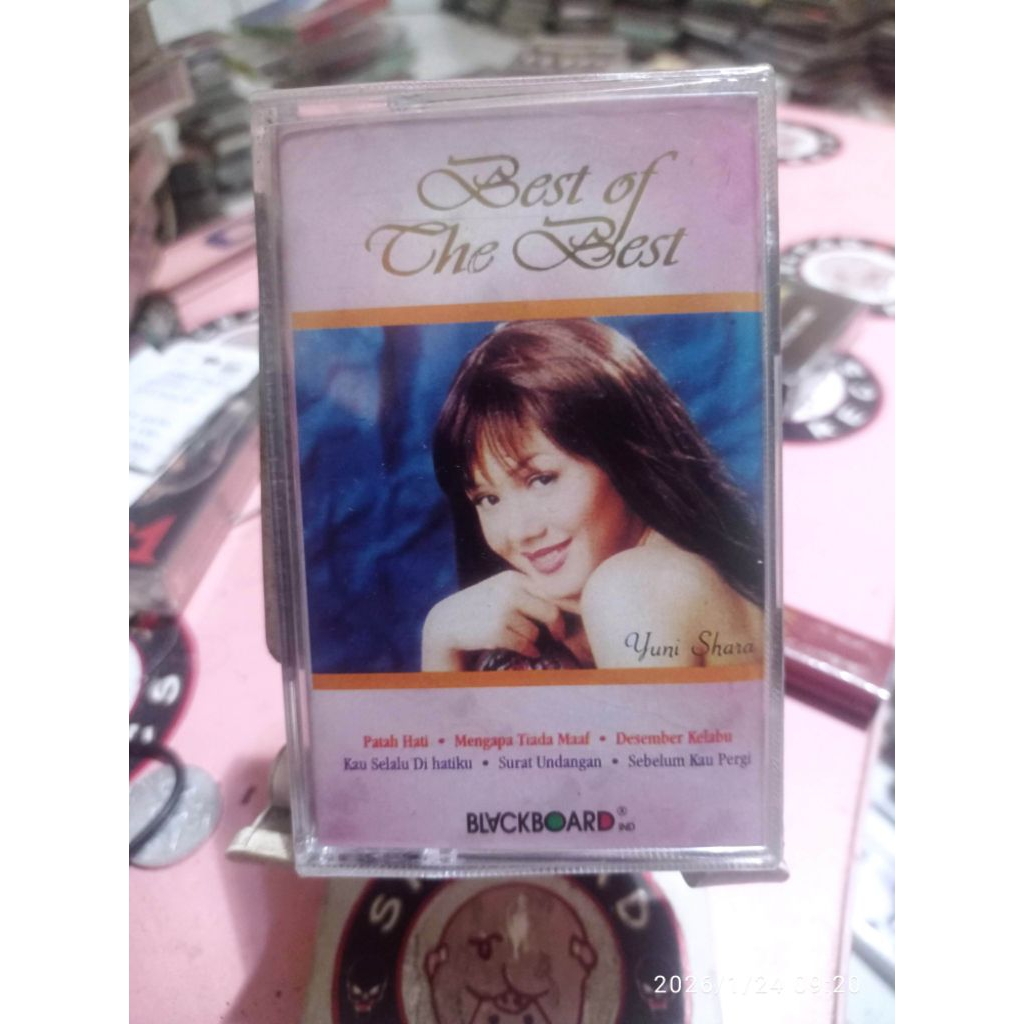 Best of
The Best
Yuni Shara
Patah Hati • Mengapa Tiada Maaf • Desember Kelabu
Kau Selalu Di hatiku • Surat Undangan • Sebelum Kau Pergi
BLACKBOARD® IND
2026/1/24 09:20